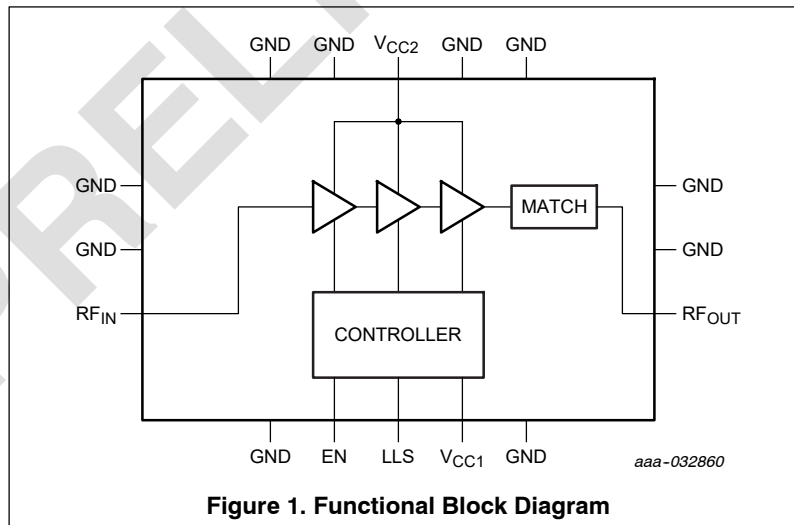 GND GND VCC2 GND GND
GND GND
MATCH
GND GND
RFIN RFOUT
CONTROLLER
GND EN LLS VCC1 GND
aaa--032860
Figure 1. Functional Block Diagram
PRELI